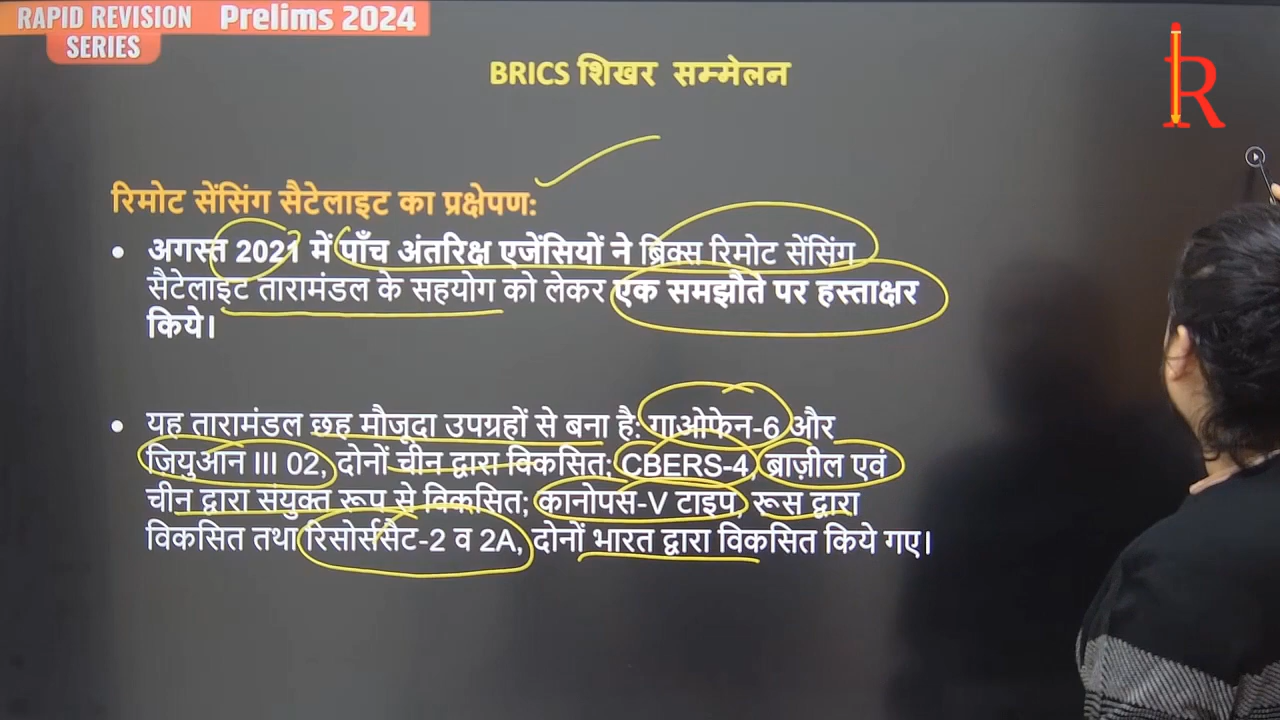 RAPID REVISION Prelims 2024
SERIES
R
BRICS शिखर सम्मेलन
रिमोट सेंसिंग सैटेलाइट का प्रक्षेपण:
• अगस्त 2021 में पाँच अंतरिक्ष एजेंसियों ने ब्रिक्स रिमोट सेंसिंग
सैटेलाइट तारामंडल के सहयोग को लेकर एक समझौते पर हस्ताक्षर
किये।
• यह तारामंडल छह मौजूदा उपग्रहों से बना है: गाओफेन-6 और
जियुआन III 02, दोनों चीन द्वारा विकसित; CBERS-4, ब्राज़ील एवं
चीन द्वारा संयुक्त रूप से विकसित; कानोपस-V टाइप, रूस द्वारा
विकसित तथा रिसोर्ससैट-2 व 2A, दोनों भारत द्वारा विकसित किये गए।